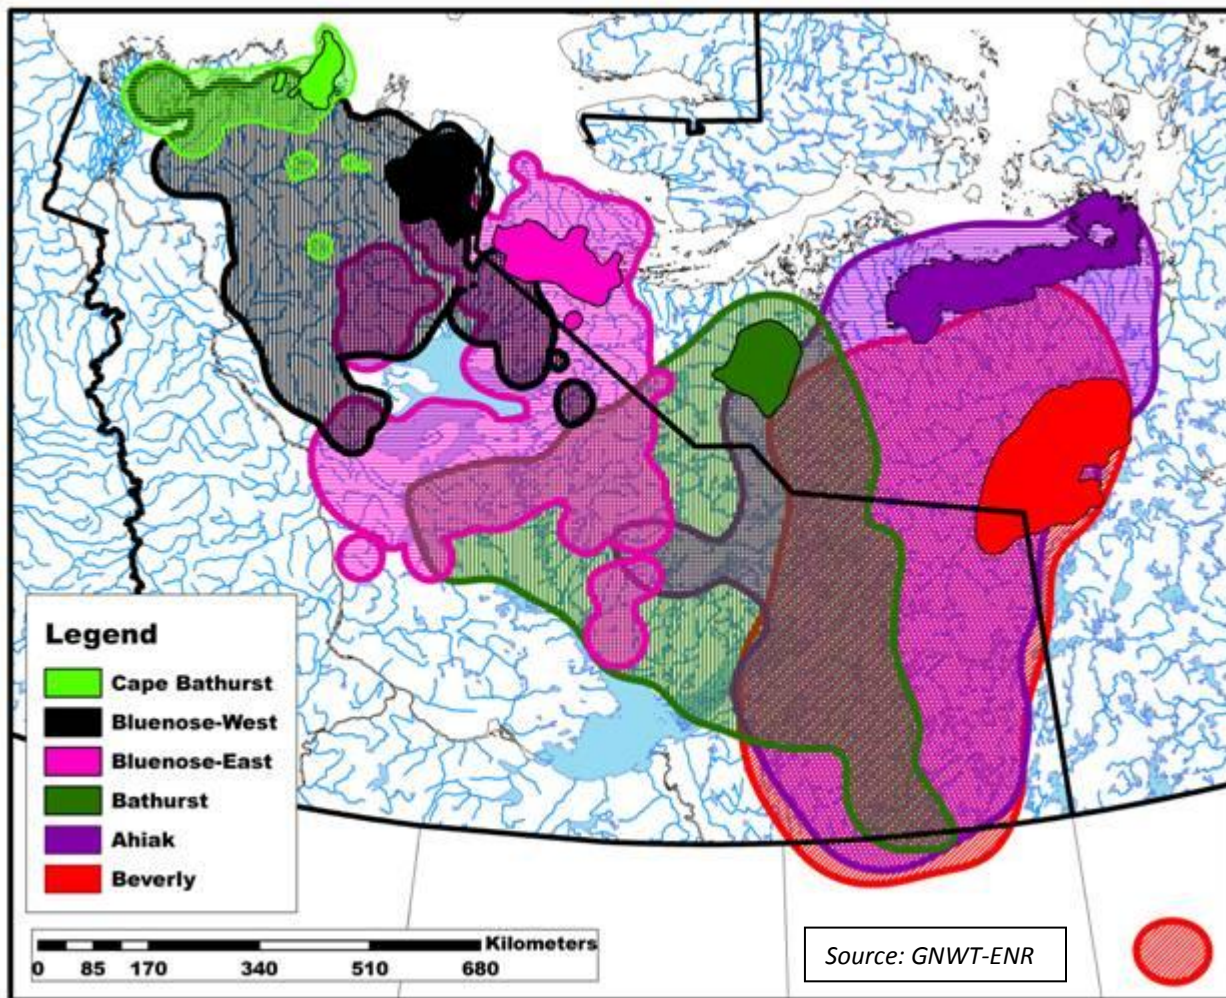 Legend
Cape Bathurst
Bluenose-West
Bluenose-East
Bathurst
Ahiak
Beverly
Kilometers
0 85 170 340 510 680
Source: GNWT-ENR